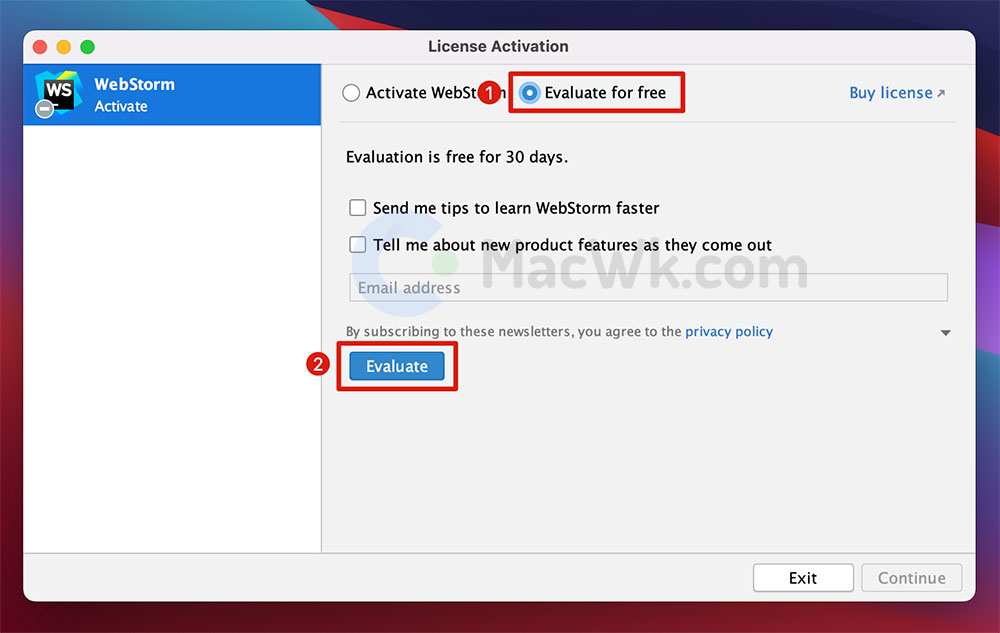 License Activation
WS
WebStorm
Activate
Activate WebSt m
1
Evaluate for free
Buy license ↗
Evaluation is free for 30 days.
Send me tips to learn WebStorm faster
Tell me about new product features as they come out
MacWk.com
Email address
By subscribing to these newsletters, you agree to the privacy policy
2
Evaluate
Exit
Continue